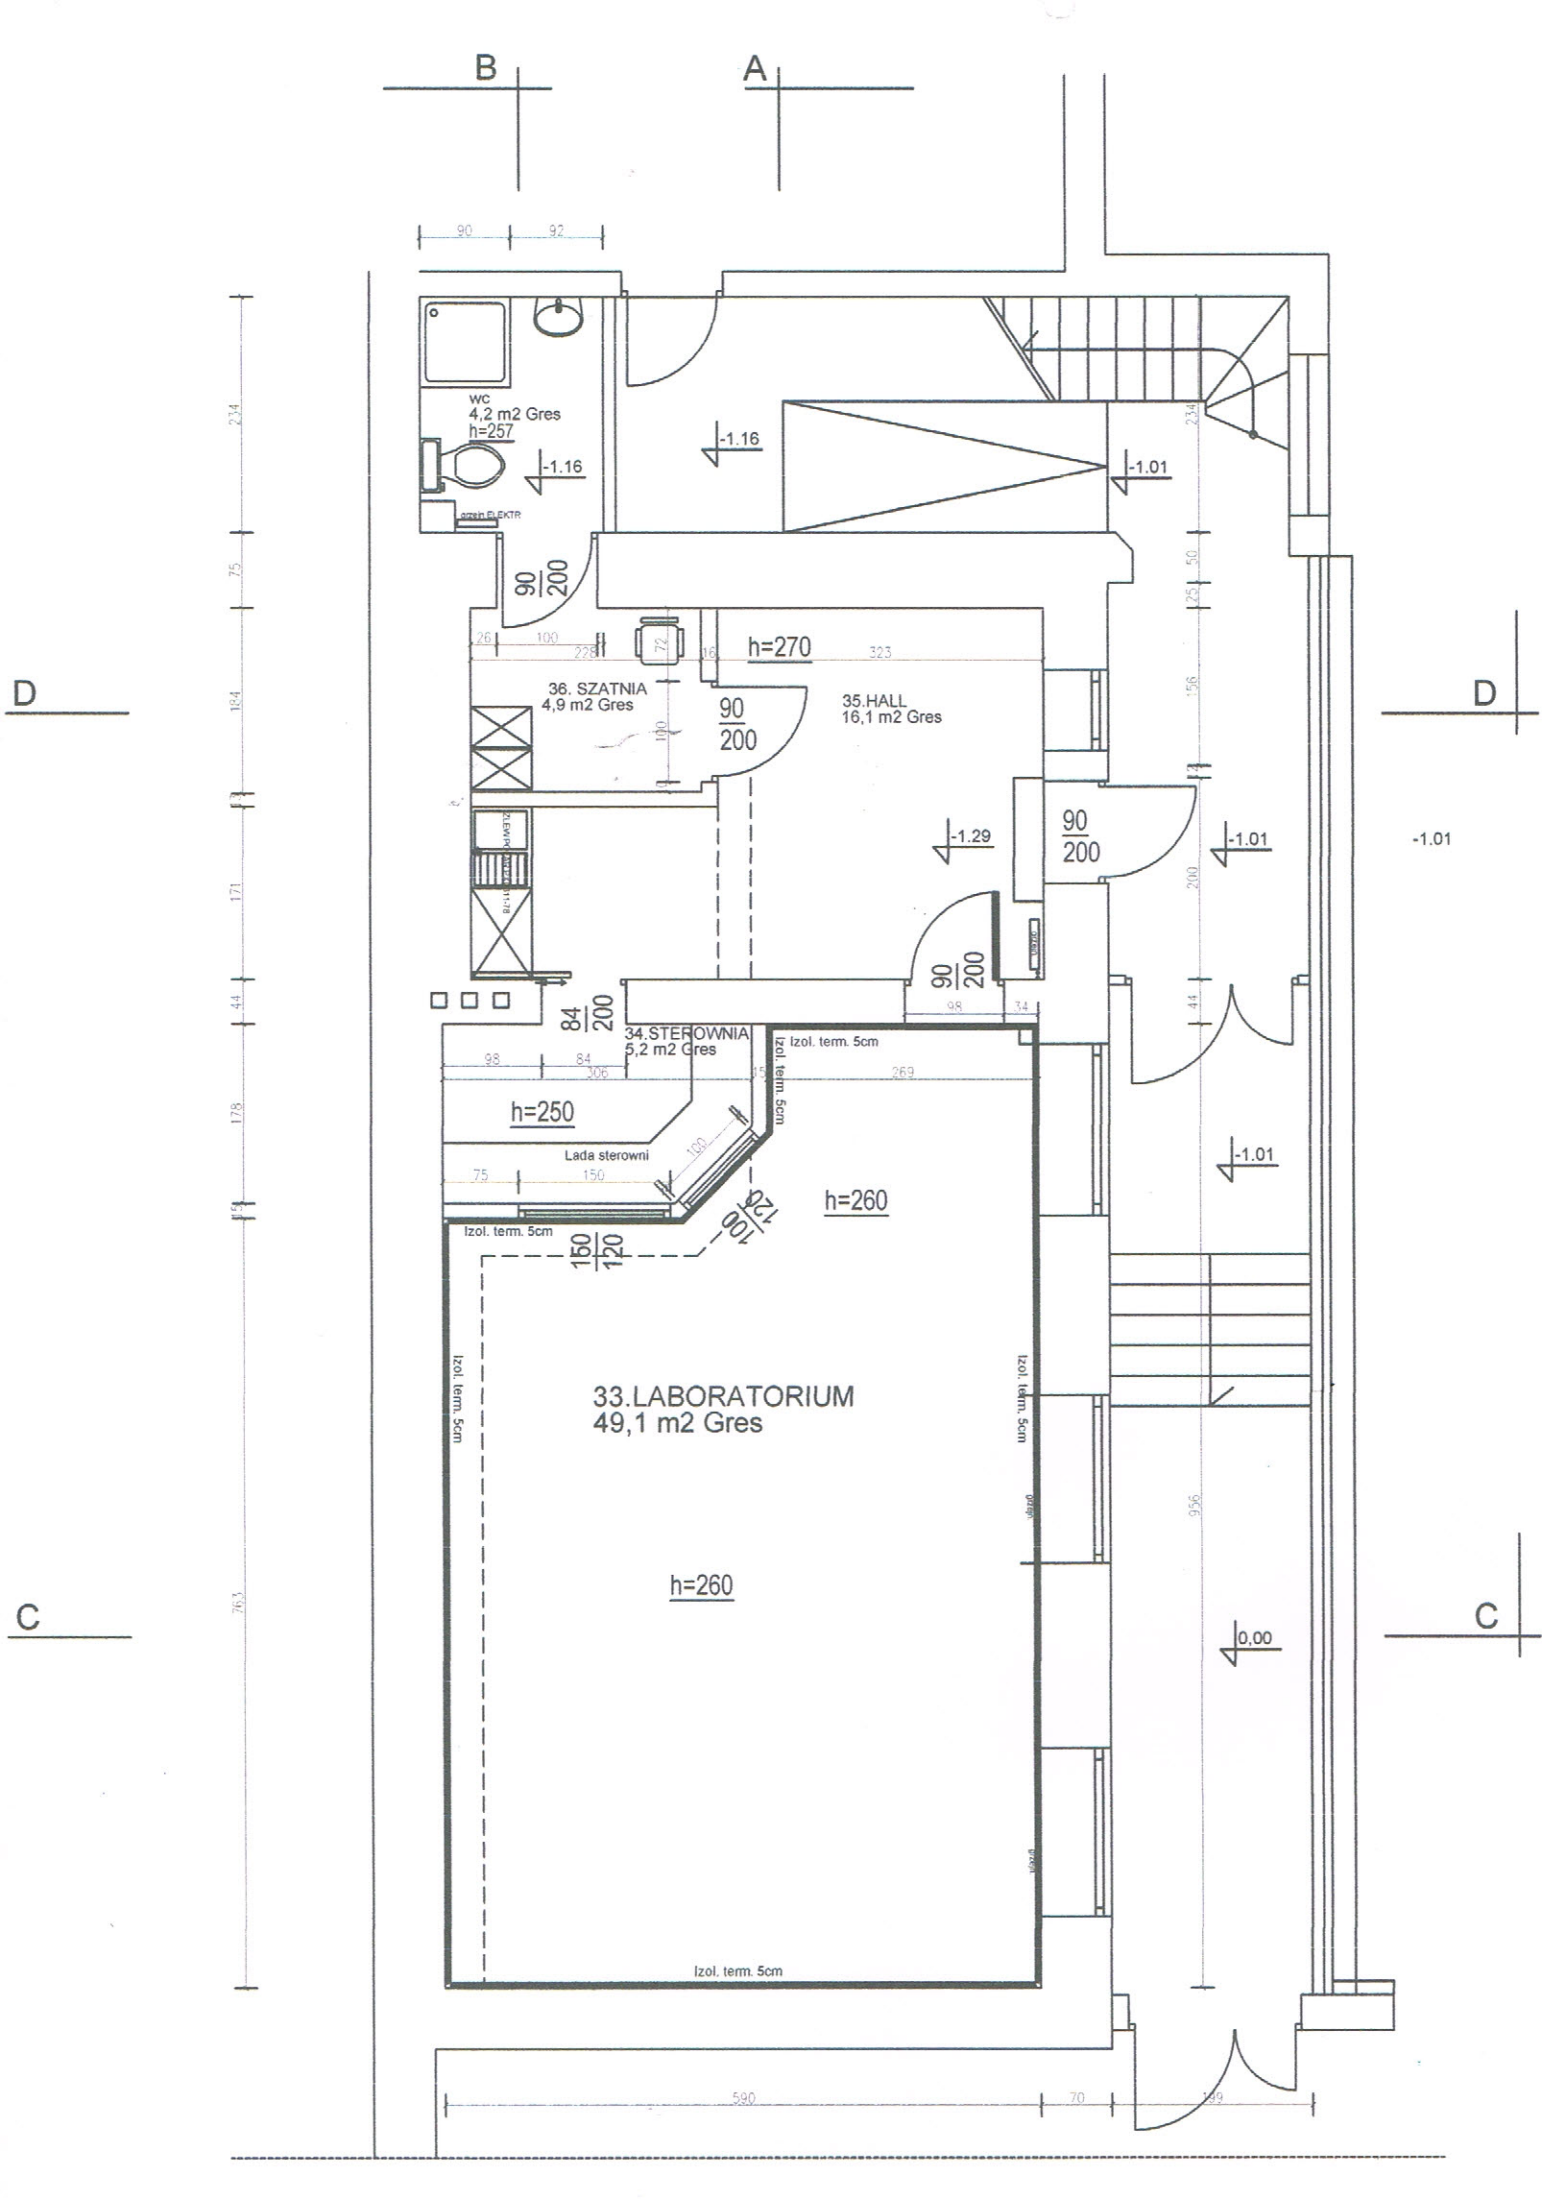 B
A
90
92
WC
4,2 m2 Gres
h=257
-1.16
-1.16
-1.01
grzejn ELEKTR
234
234
75
50
25
90
200
26
100
228
16
72
h=270
323
D
D
36. SZATNIA
4,9 m2 Gres
35.HALL
16,1 m2 Gres
184
156
100
90
200
-1.29
90
200
-1.01
-1,01
171
200
grzejn.
90
200
44
44
98
34
84
200
34.STEROWNIA
5,2 m2 Gres
98
84
306
15
269
Izol. term. 5cm
Izol. term. 5cm
178
h=250
Lada sterowni
100
75
150
15
-1.01
h=260
Izol. term. 5cm
150
120
100
120
Izol. term. 5cm
Izol. term. 5cm
33.LABORATORIUM
49,1 m2 Gres
grzejn.
956
h=260
763
C
C
0,00
grzejn.
Izol. term. 5cm
590
70
199